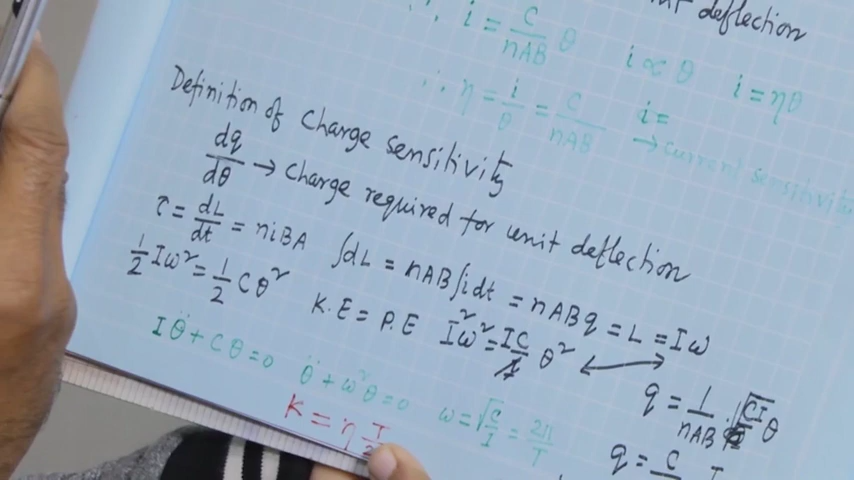 deflection
∴ i = C/nAB θ   i ∝ θ   i = ηθ
∴ η = i/θ = C/nAB   i =
→ current sensitivity
Definition of charge sensitivity
dq/dθ → charge required for unit deflection
τ = dL/dt = niBA   ∫dL = nAB∫idt = nABq = L = Iω
1/2 Iω² = 1/2 Cθ²   K.E = P.E   I²ω² = IC θ²
Iθ̈ + Cθ = 0   θ̈ + ω²θ = 0   ω = √C/I = 2π/T
q = 1/nAB √CI θ
K = η T
q = C